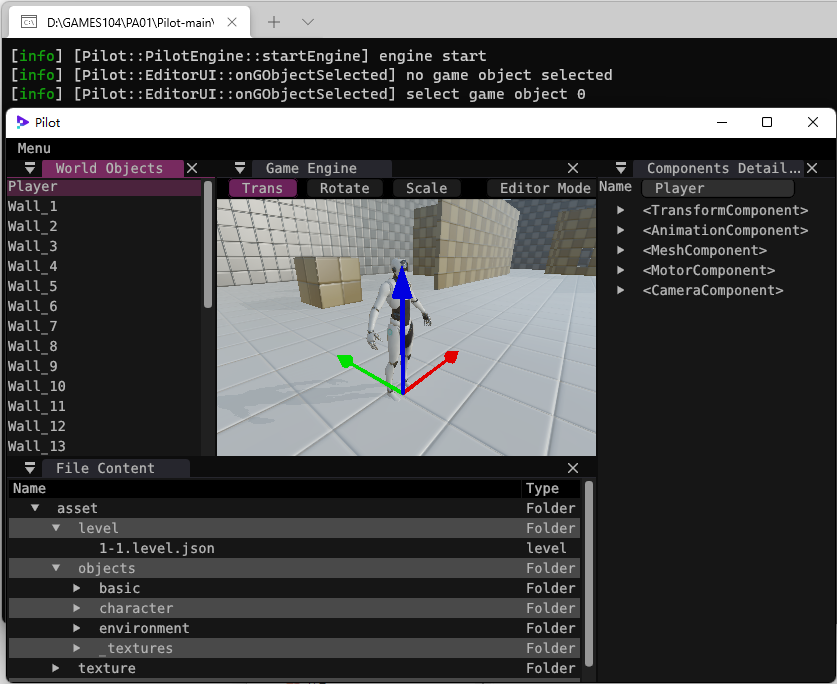 D:\GAMES104\PA01\Pilot-main\
[info] [Pilot::PilotEngine::startEngine] engine start
[info] [Pilot::EditorUI::onGObjectSelected] no game object selected
[info] [Pilot::EditorUI::onGObjectSelected] select game object 0
Pilot
Menu
World Objects
Player
Wall_1
Wall_2
Wall_3
Wall_4
Wall_5
Wall_6
Wall_7
Wall_8
Wall_9
Wall_10
Wall_11
Wall_12
Wall_13
Game Engine
Trans Rotate Scale Editor Mode
Components Detail...
Name Player
<TransformComponent>
<AnimationComponent>
<MeshComponent>
<MotorComponent>
<CameraComponent>
File Content
Name Type
asset Folder
level Folder
1-1.level.json level
objects Folder
basic Folder
character Folder
environment Folder
_textures Folder
texture Folder